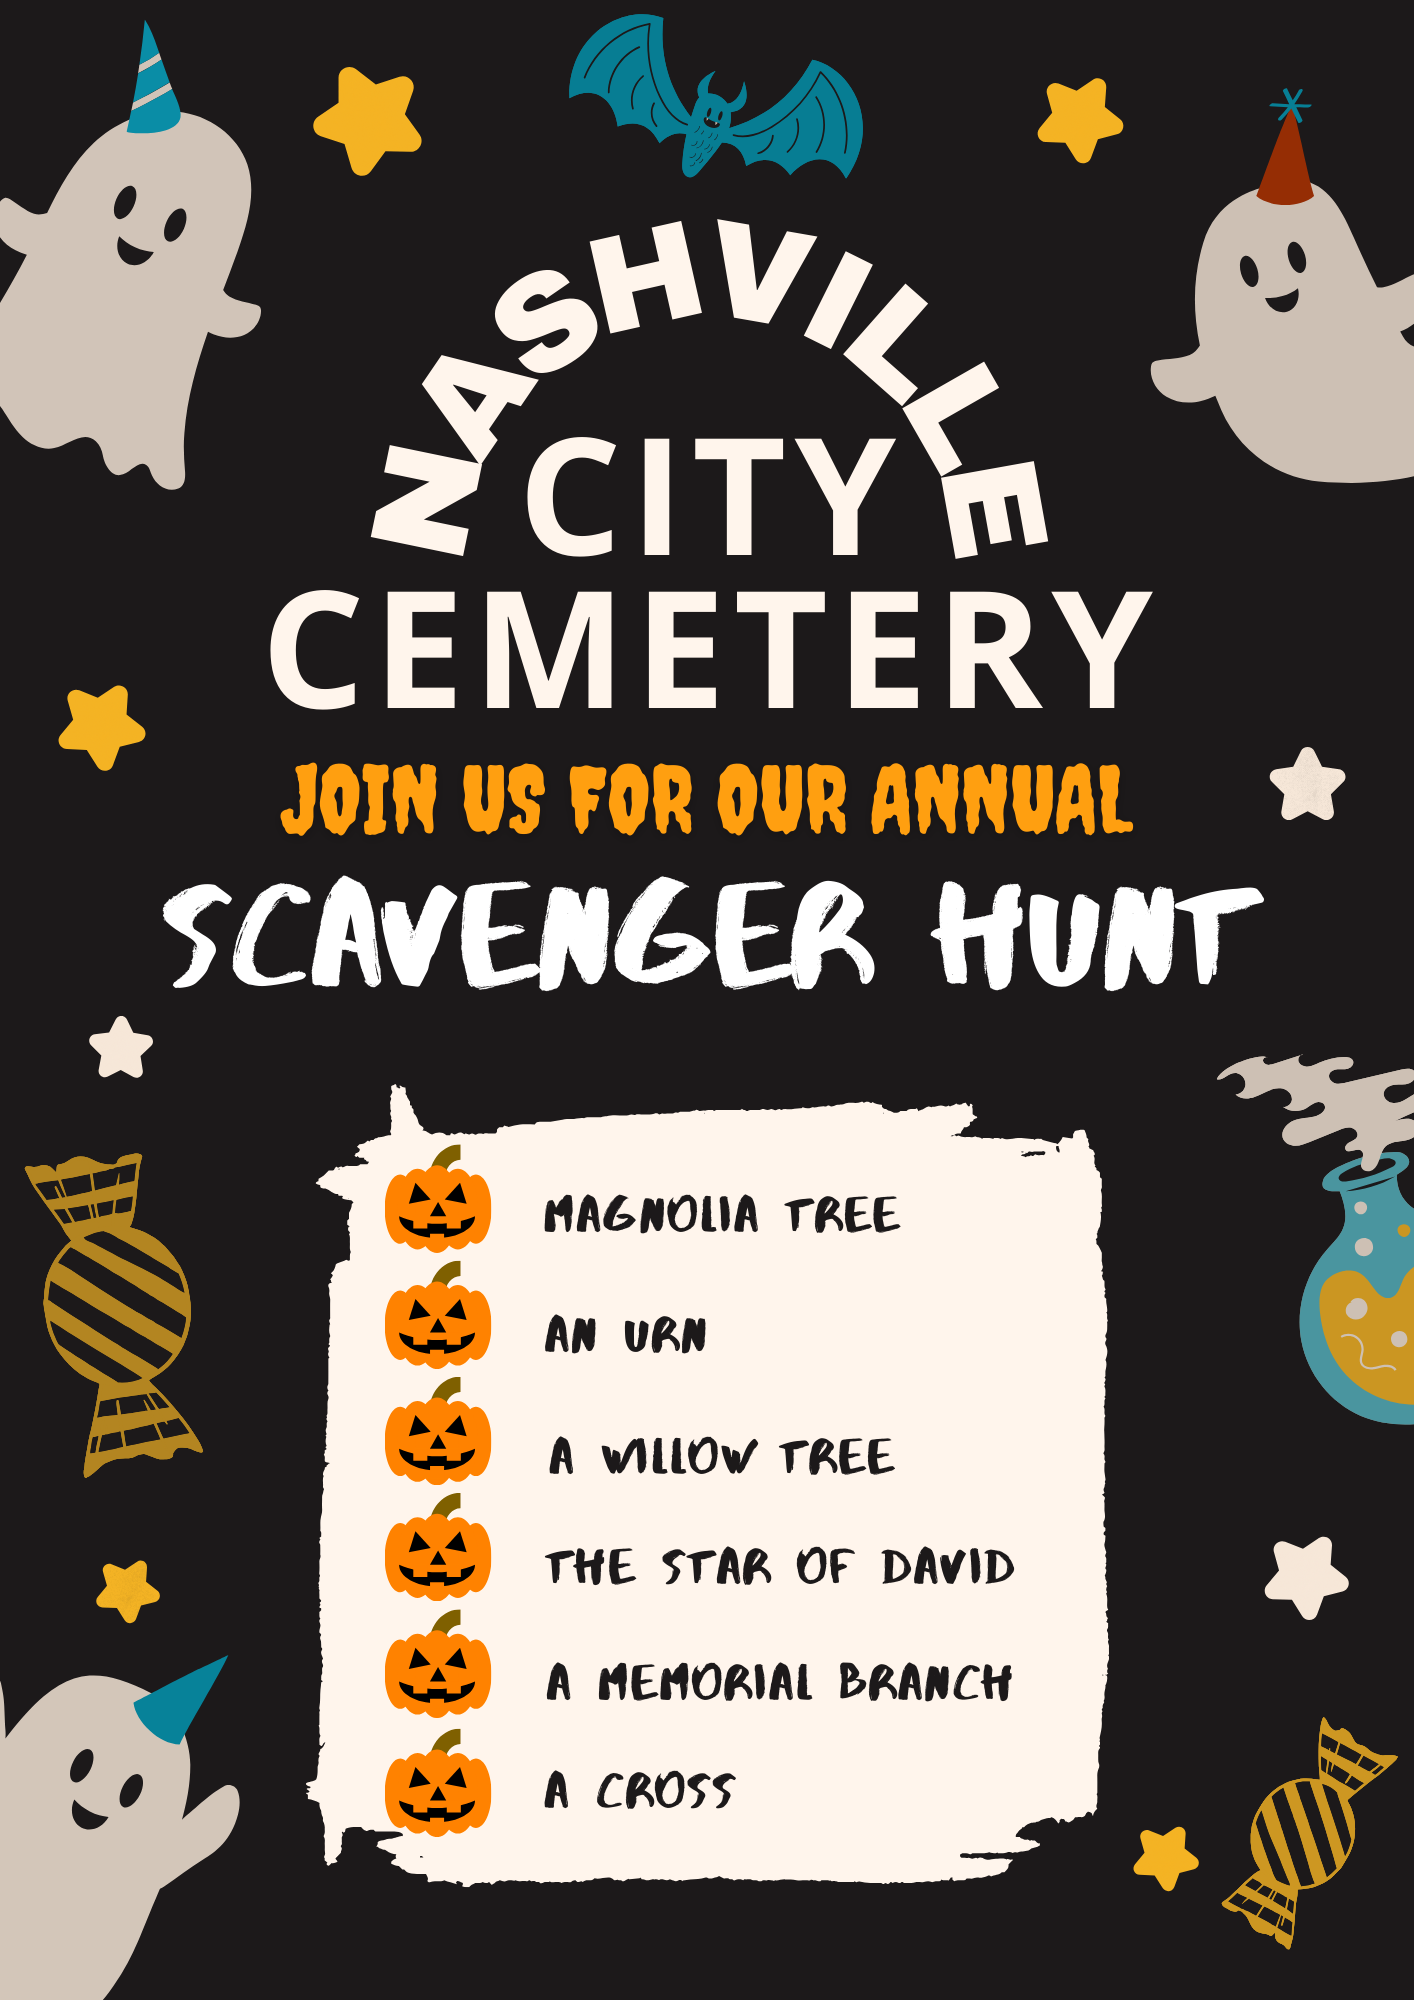 NASHVILLE
CITY
CEMETERY
JOIN US FOR OUR ANNUAL
SCAVENGER HUNT
MAGNOLIA TREE
AN URN
A WILLOW TREE
THE STAR OF DAVID
A MEMORIAL BRANCH
A CROSS